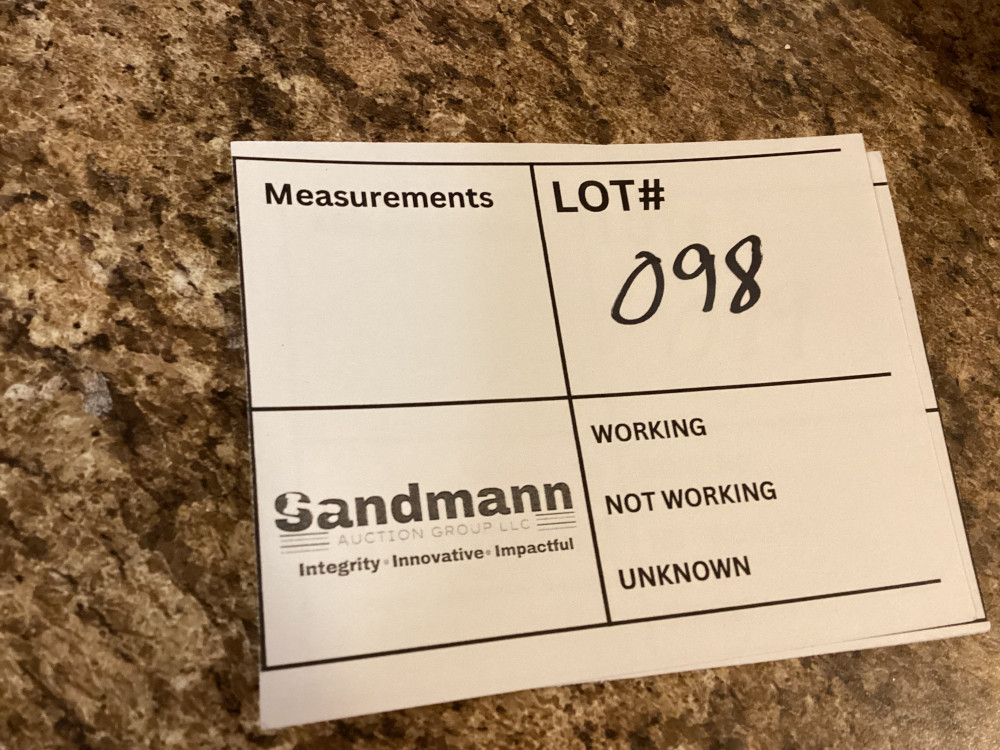 Measurements
LOT#
098
WORKING
NOT WORKING
UNKNOWN
Sandmann
AUCTION GROUP LLC
Integrity • Innovative • Impactful